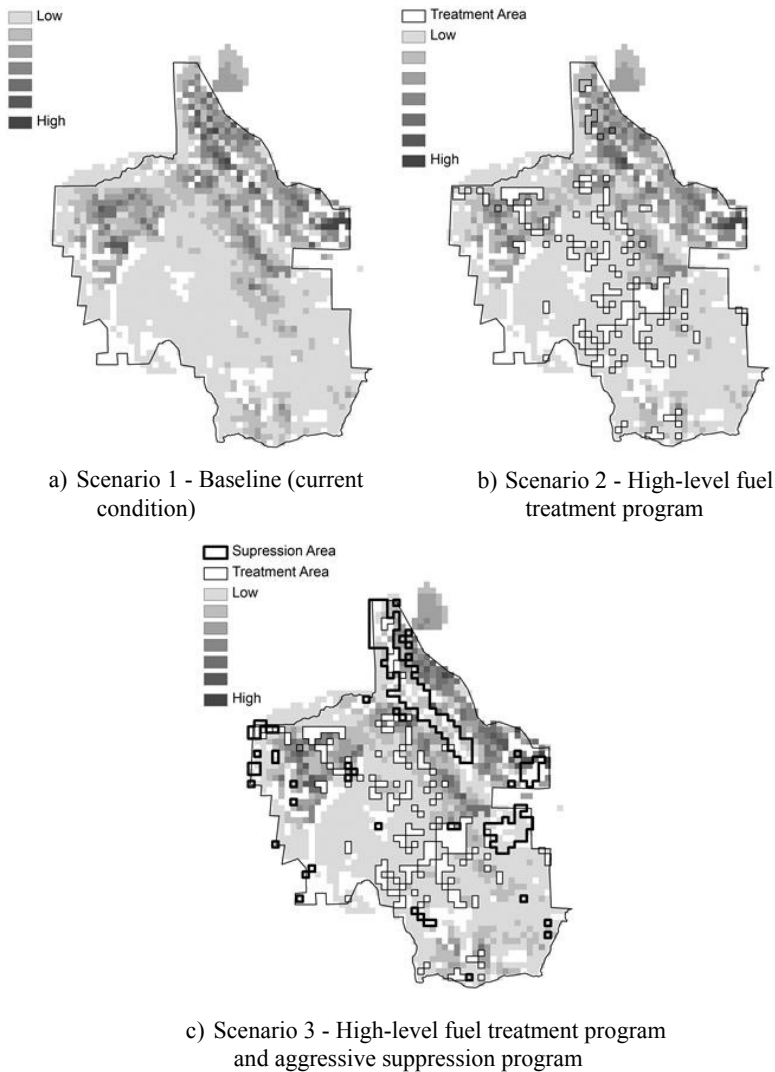 Low
High
a) Scenario 1 - Baseline (current
condition)
Treatment Area
Low
High
b) Scenario 2 - High-level fuel
treatment program
Supression Area
Treatment Area
Low
High
c) Scenario 3 - High-level fuel treatment program
and aggressive suppression program